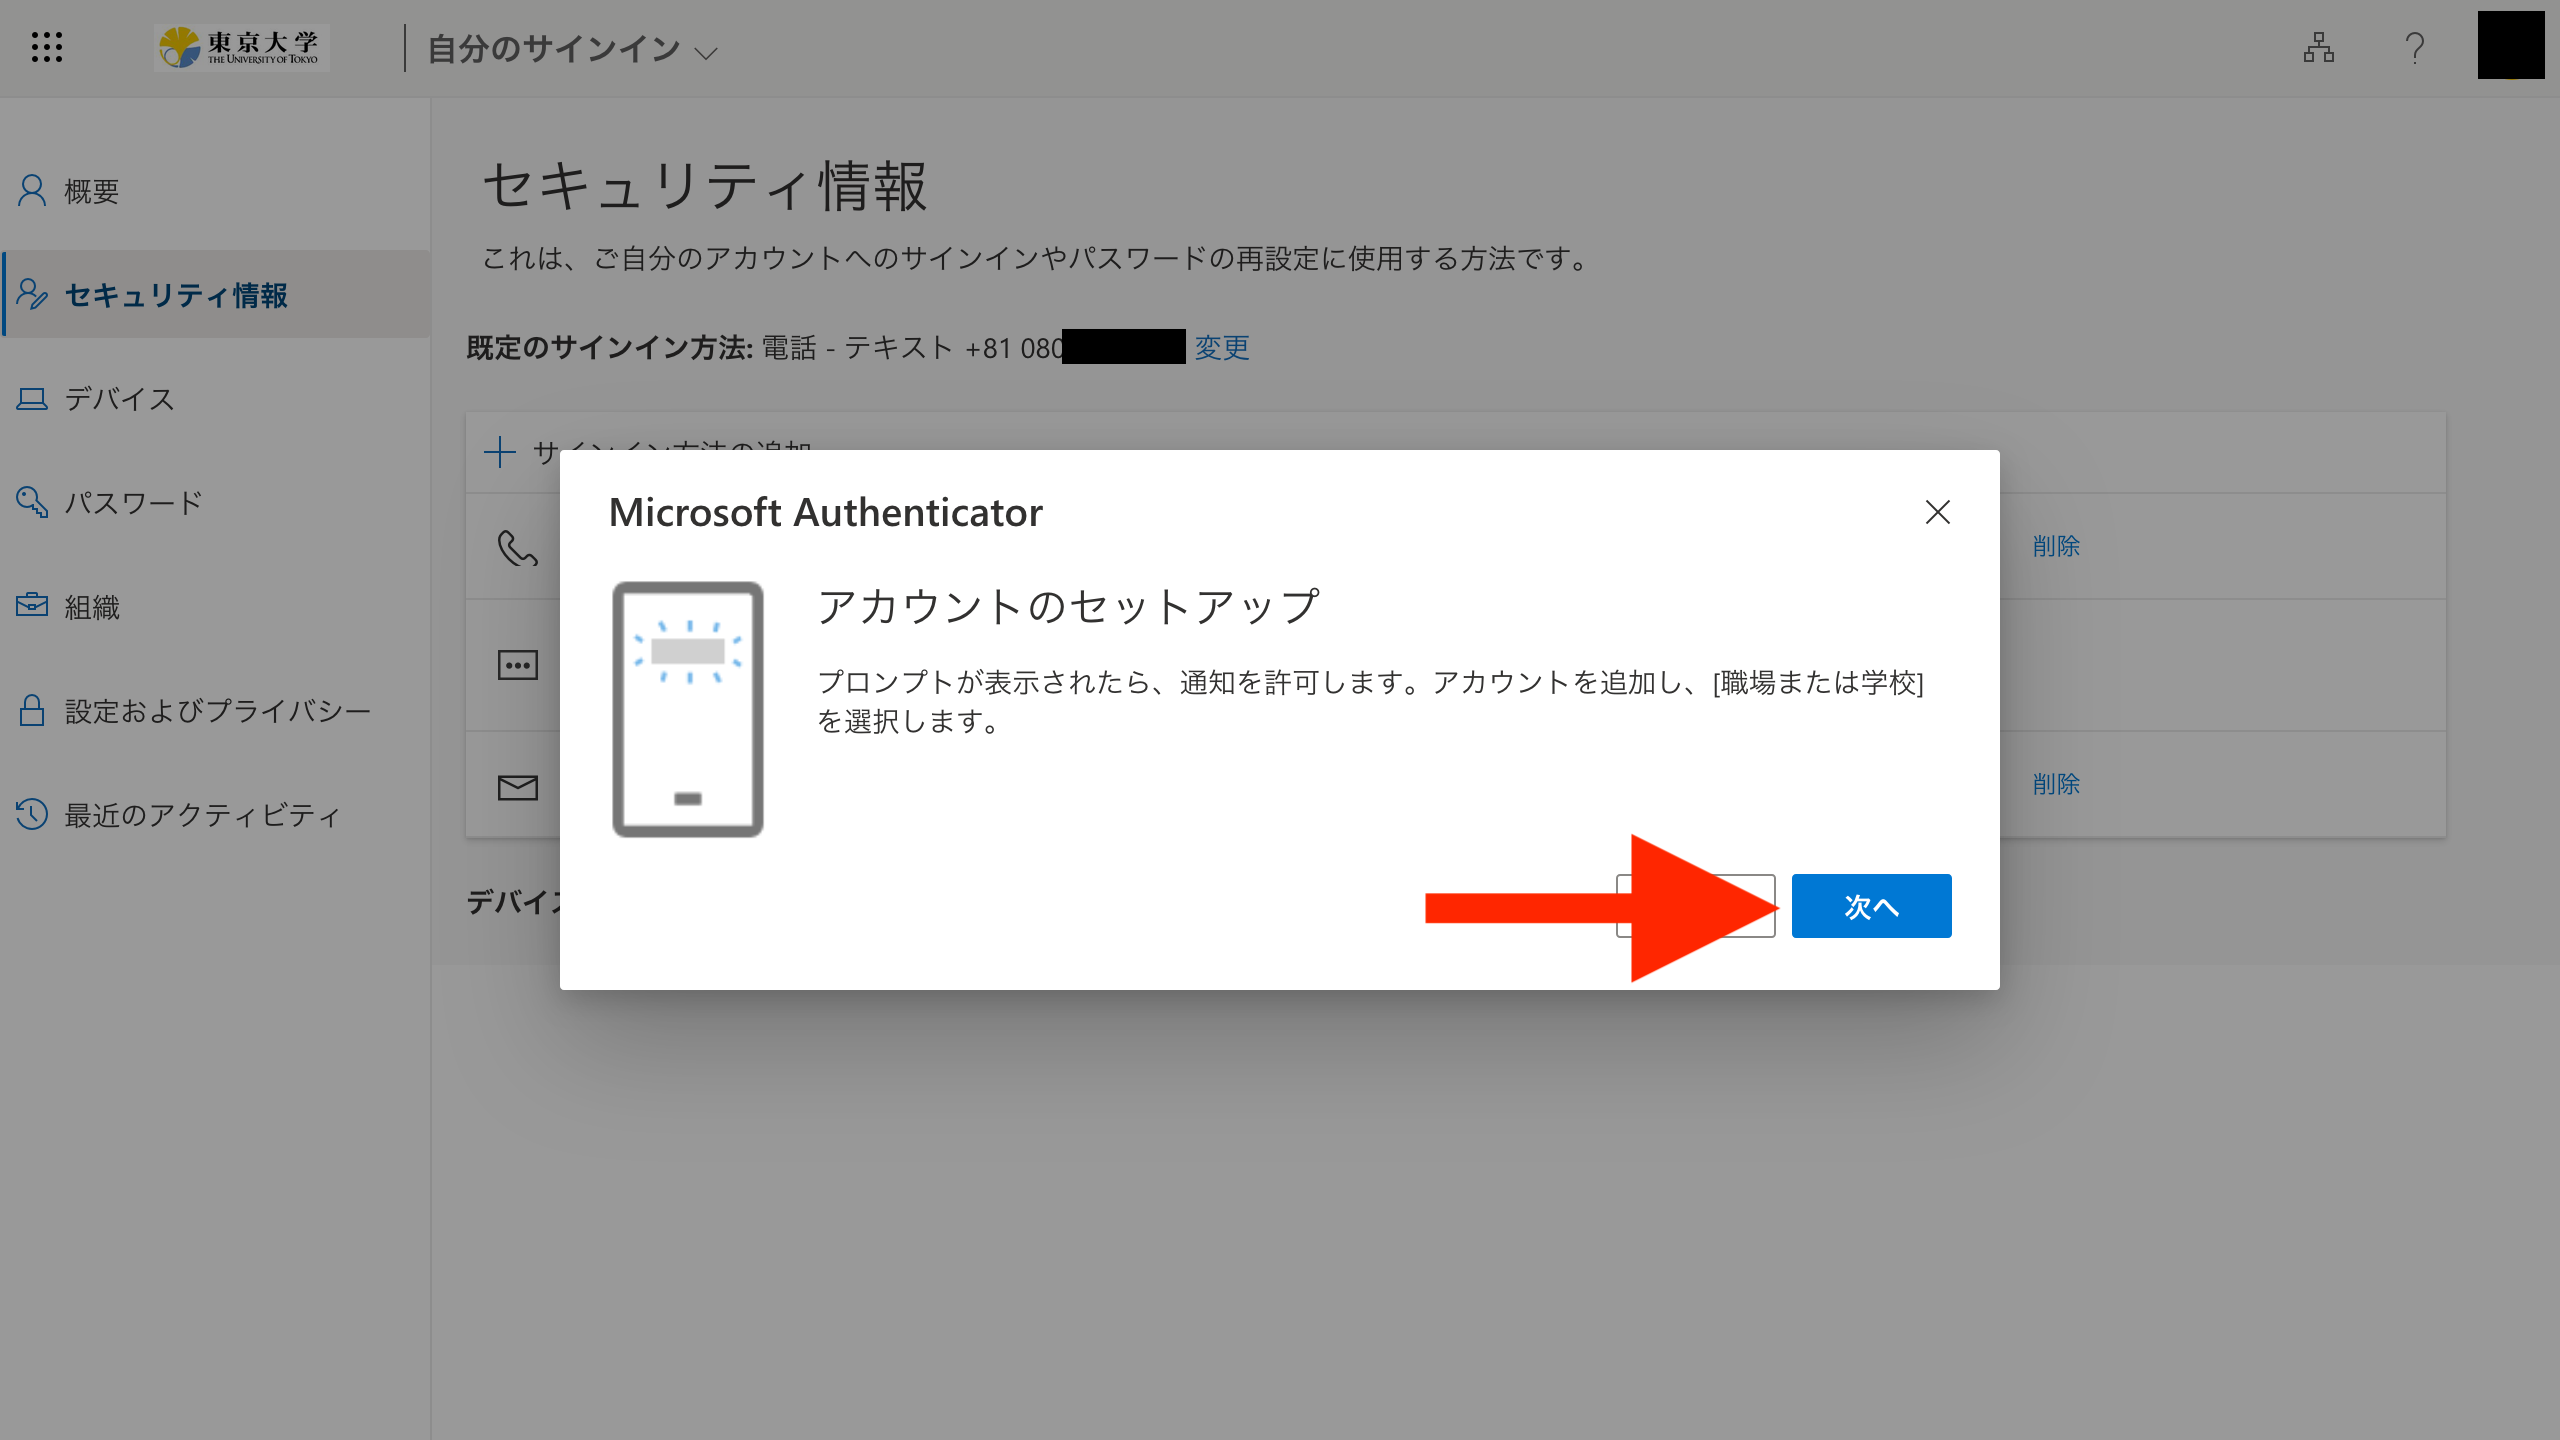 東京大学
THE UNIVERSITY OF TOKYO
自分のサインイン
概要
セキュリティ情報
デバイス
パスワード
組織
設定およびプライバシー
最近のアクティビティ
セキュリティ情報
これは、ご自分のアカウントへのサインインやパスワードの再設定に使用する方法です。
既定のサインイン方法: 電話 - テキスト +81 080 変更
サインイン方法の追加
削除
削除
デバイス
Microsoft Authenticator
アカウントのセットアップ
プロンプトが表示されたら、通知を許可します。アカウントを追加し、[職場または学校]
を選択します。
次へ